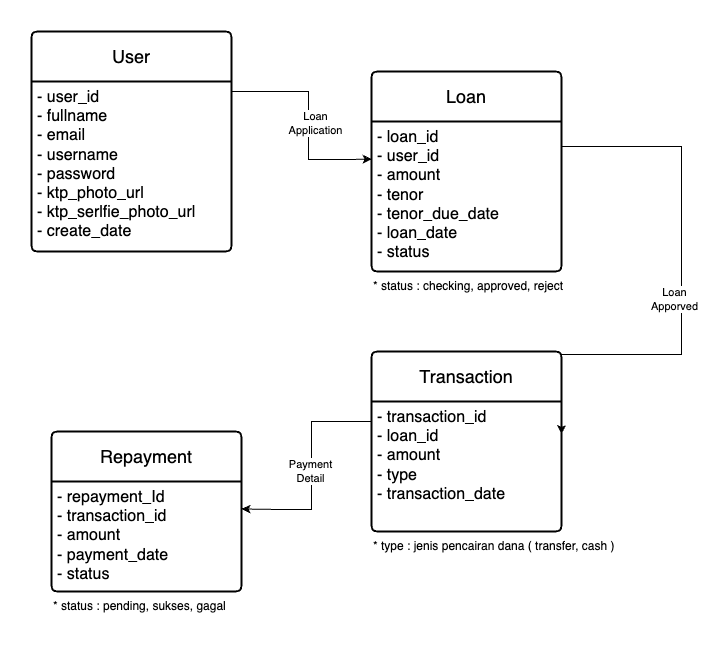 User
- user_id
- fullname
- email
- username
- password
- ktp_photo_url
- ktp_serlfie_photo_url
- create_date
Loan
Application
Loan
- loan_id
- user_id
- amount
- tenor
- tenor_due_date
- loan_date
- status
* status : checking, approved, reject
Loan
Apporved
Transaction
- transaction_id
- loan_id
- amount
- type
- transaction_date
* type : jenis pencairan dana ( transfer, cash )
Payment
Detail
Repayment
- repayment_Id
- transaction_id
- amount
- payment_date
- status
* status : pending, sukses, gagal